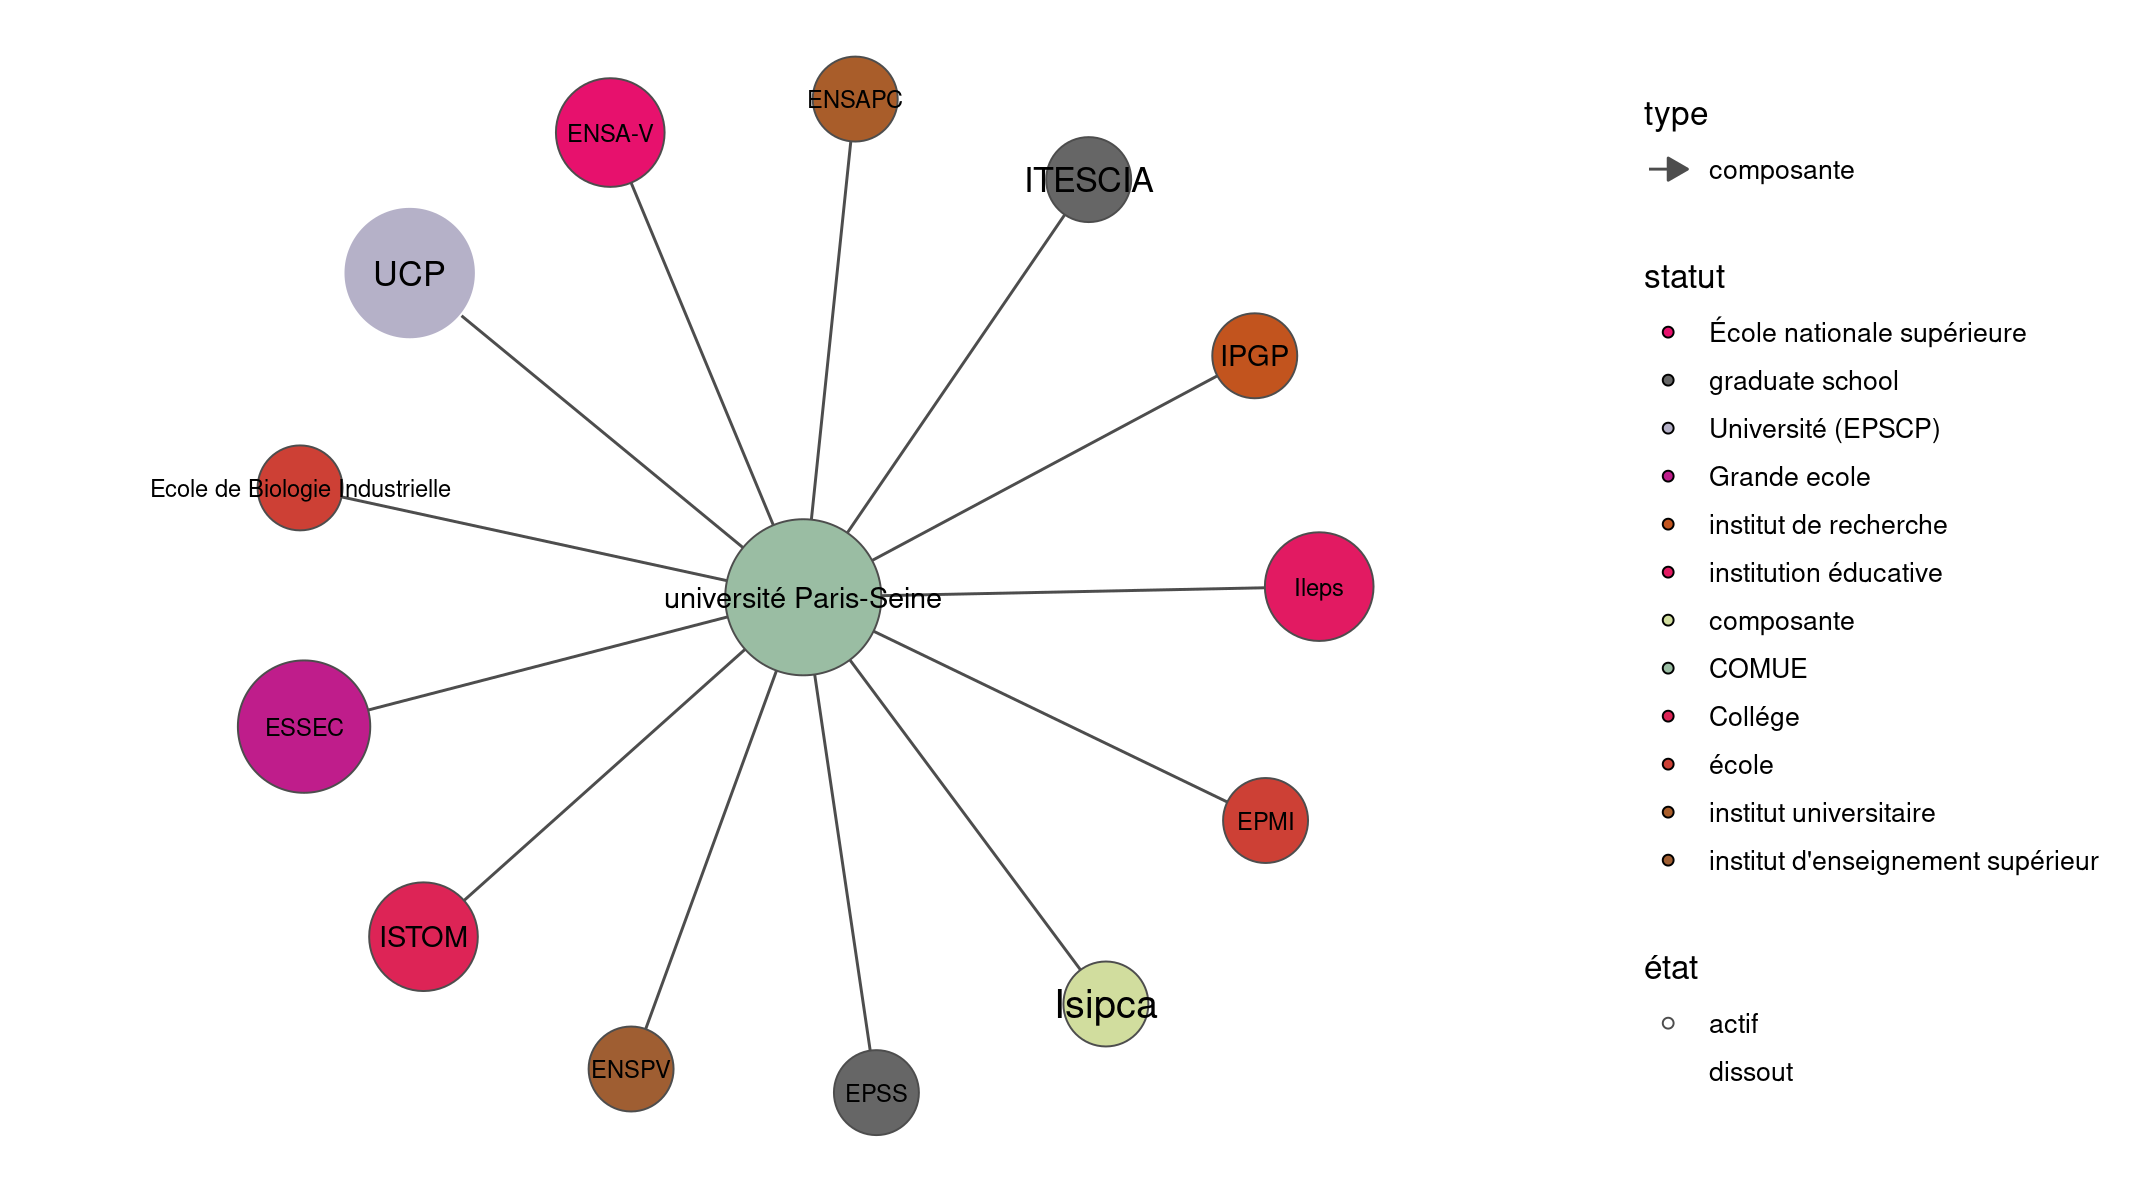 ENSAPC
ENSA-V
ITESCIA
UCP
IPGP
Ecole de Biologie Industrielle
Ileps
université Paris-Seine
ESSEC
EPMI
ISTOM
Isipca
ENSPV
EPSS
type
composante
statut
École nationale supérieure
graduate school
Université (EPSCP)
Grande ecole
institut de recherche
institution éducative
composante
COMUE
Collége
école
institut universitaire
institut d'enseignement supérieur
état
actif
dissout